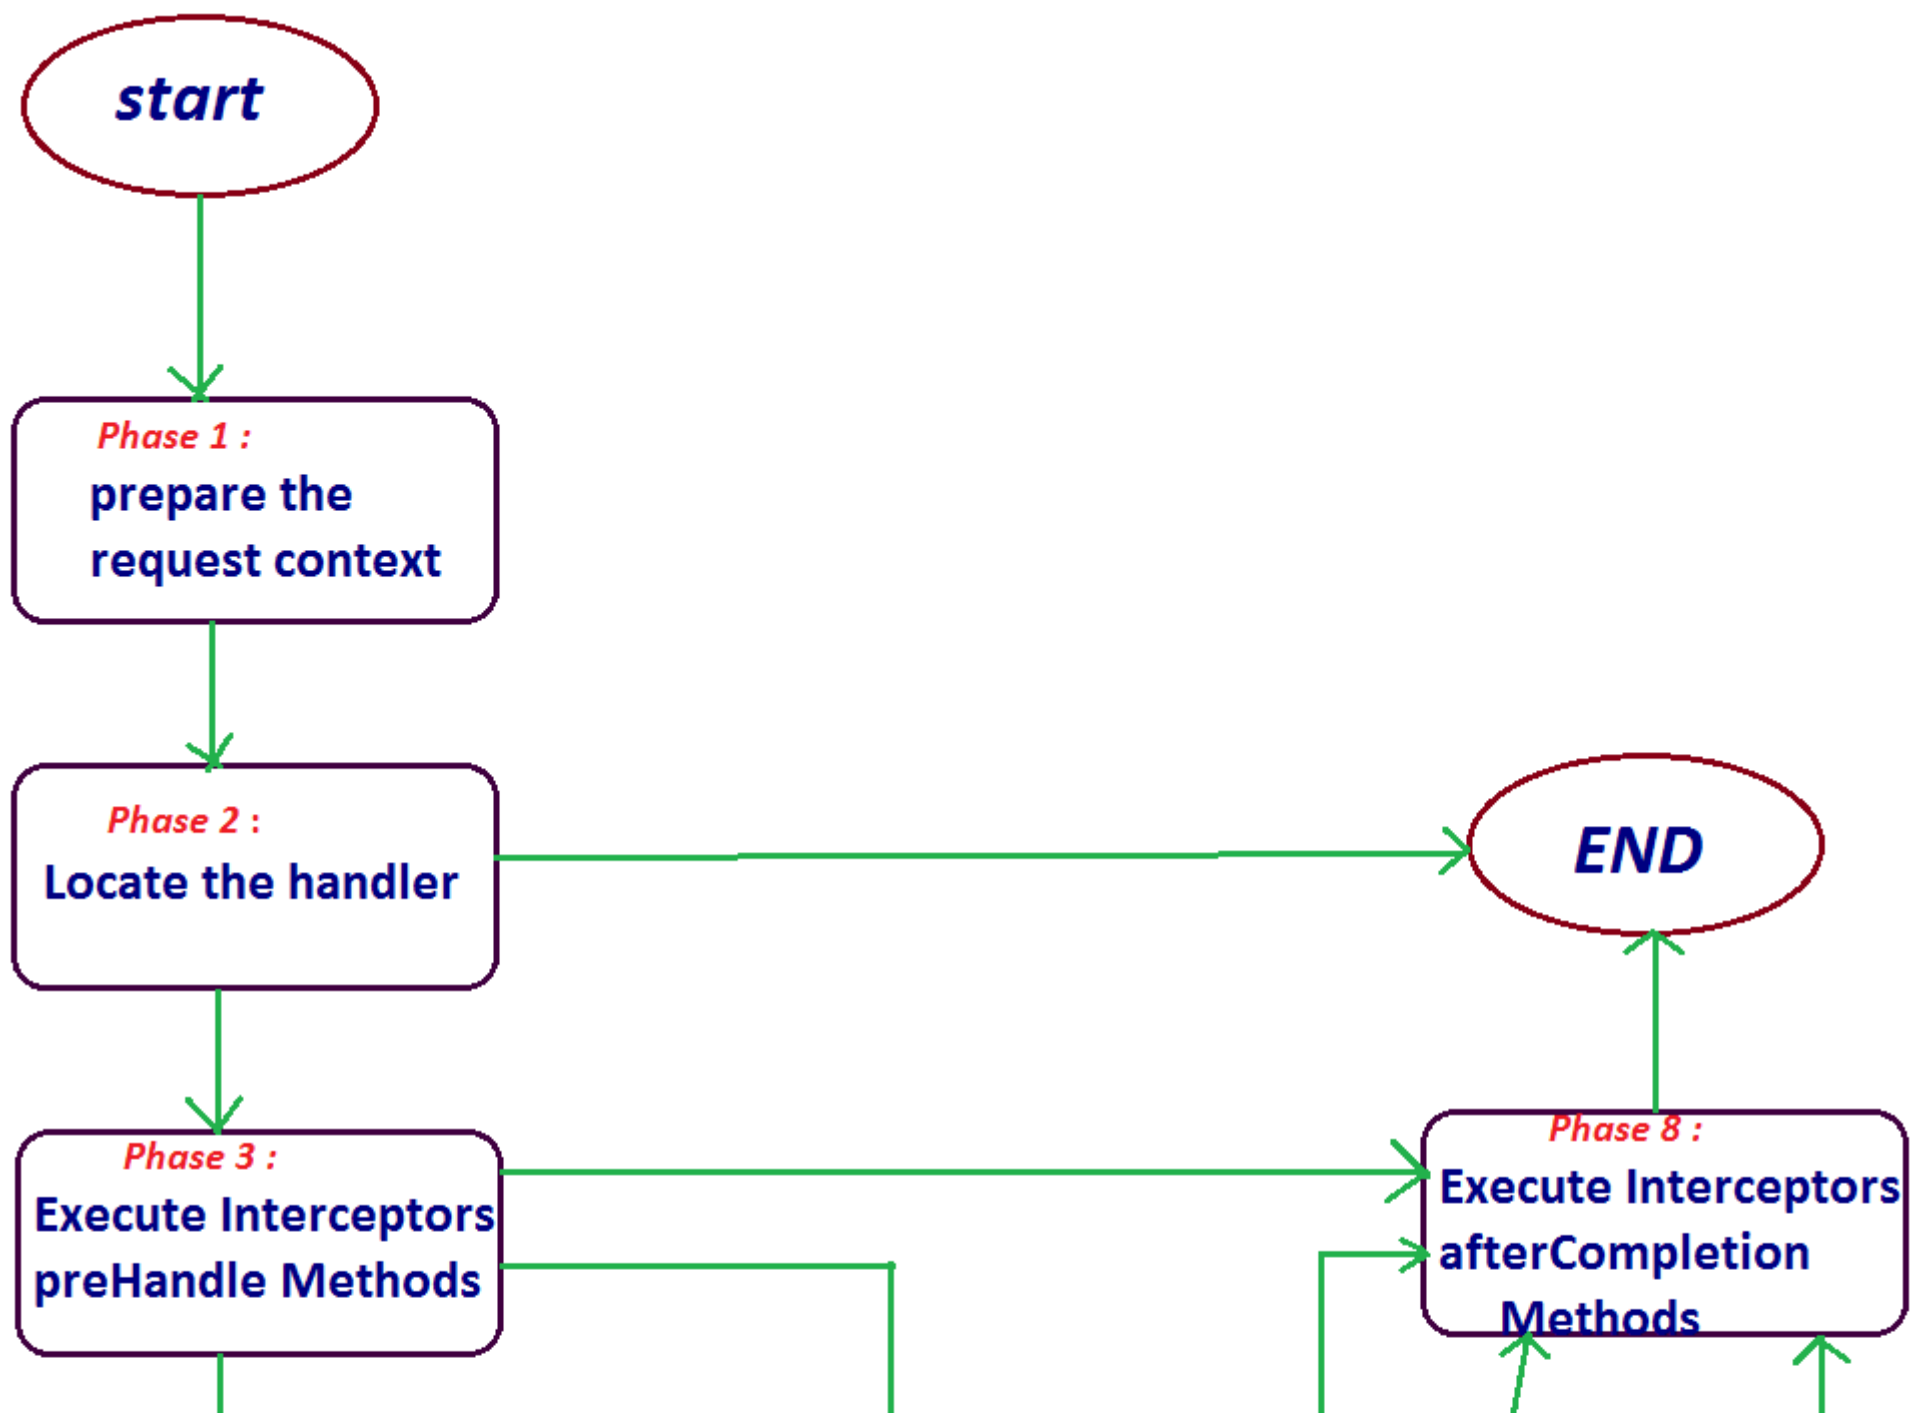 start
Phase 1 :
prepare the
request context
Phase 2 :
Locate the handler
END
Phase 3 :
Execute Interceptors
preHandle Methods
Phase 8 :
Execute Interceptors
afterCompletion
Methods